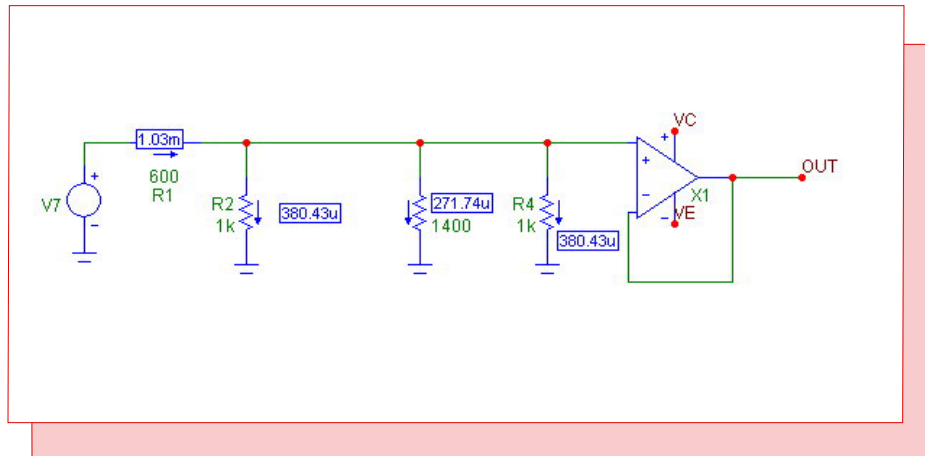 VC
1.03m
+
+
OUT
600
R1
+
-
V7
-
R2
1k
380.43u
271.74u
1400
R4
1k
380.43u
X1
VE
-